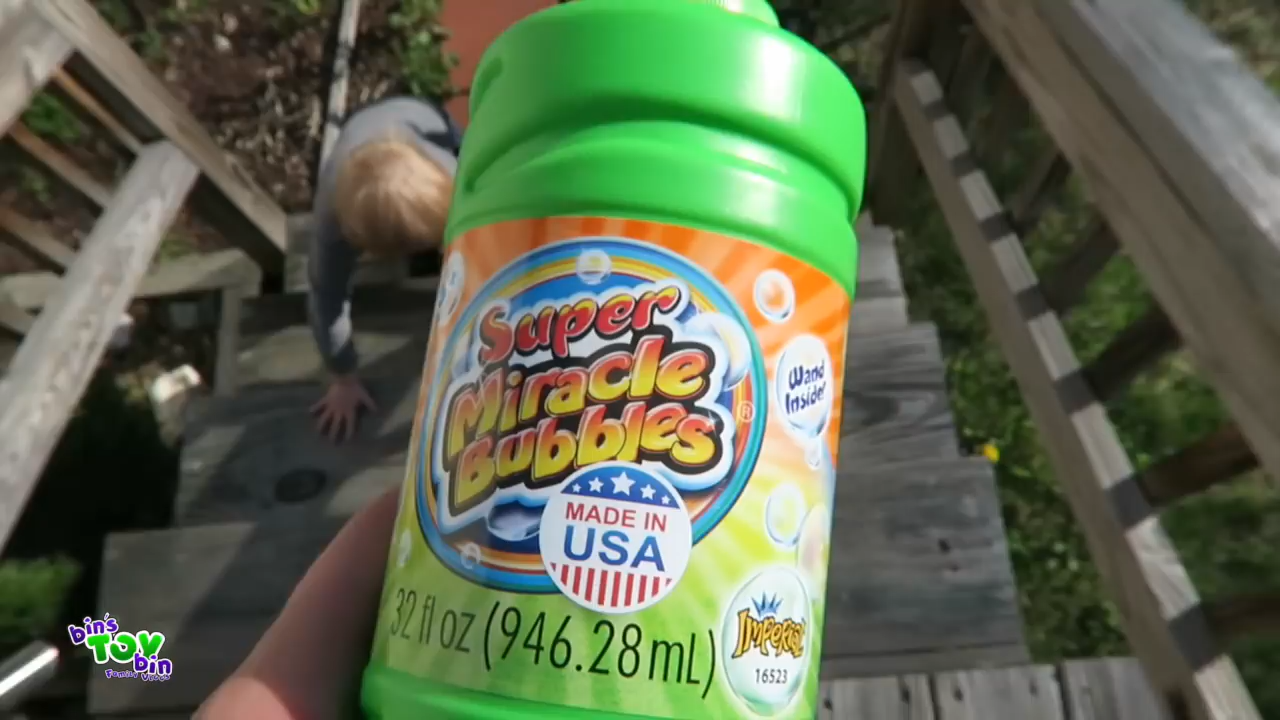 Super
Miracle
Bubbles
®
Wand
Inside!
MADE IN
USA
32 fl oz (946.28 mL)
IMPERIAL
16523
bin's
TOY
bin
Family Vlogs